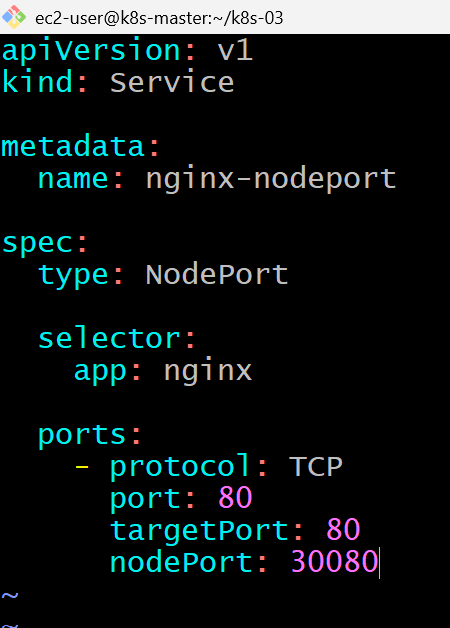 ec2-user@k8s-master:~/k8s-03
apiVersion: v1
kind: Service
metadata:
  name: nginx-nodeport
spec:
  type: NodePort
  selector:
    app: nginx
  ports:
    - protocol: TCP
      port: 80
      targetPort: 80
      nodePort: 30080
~
~